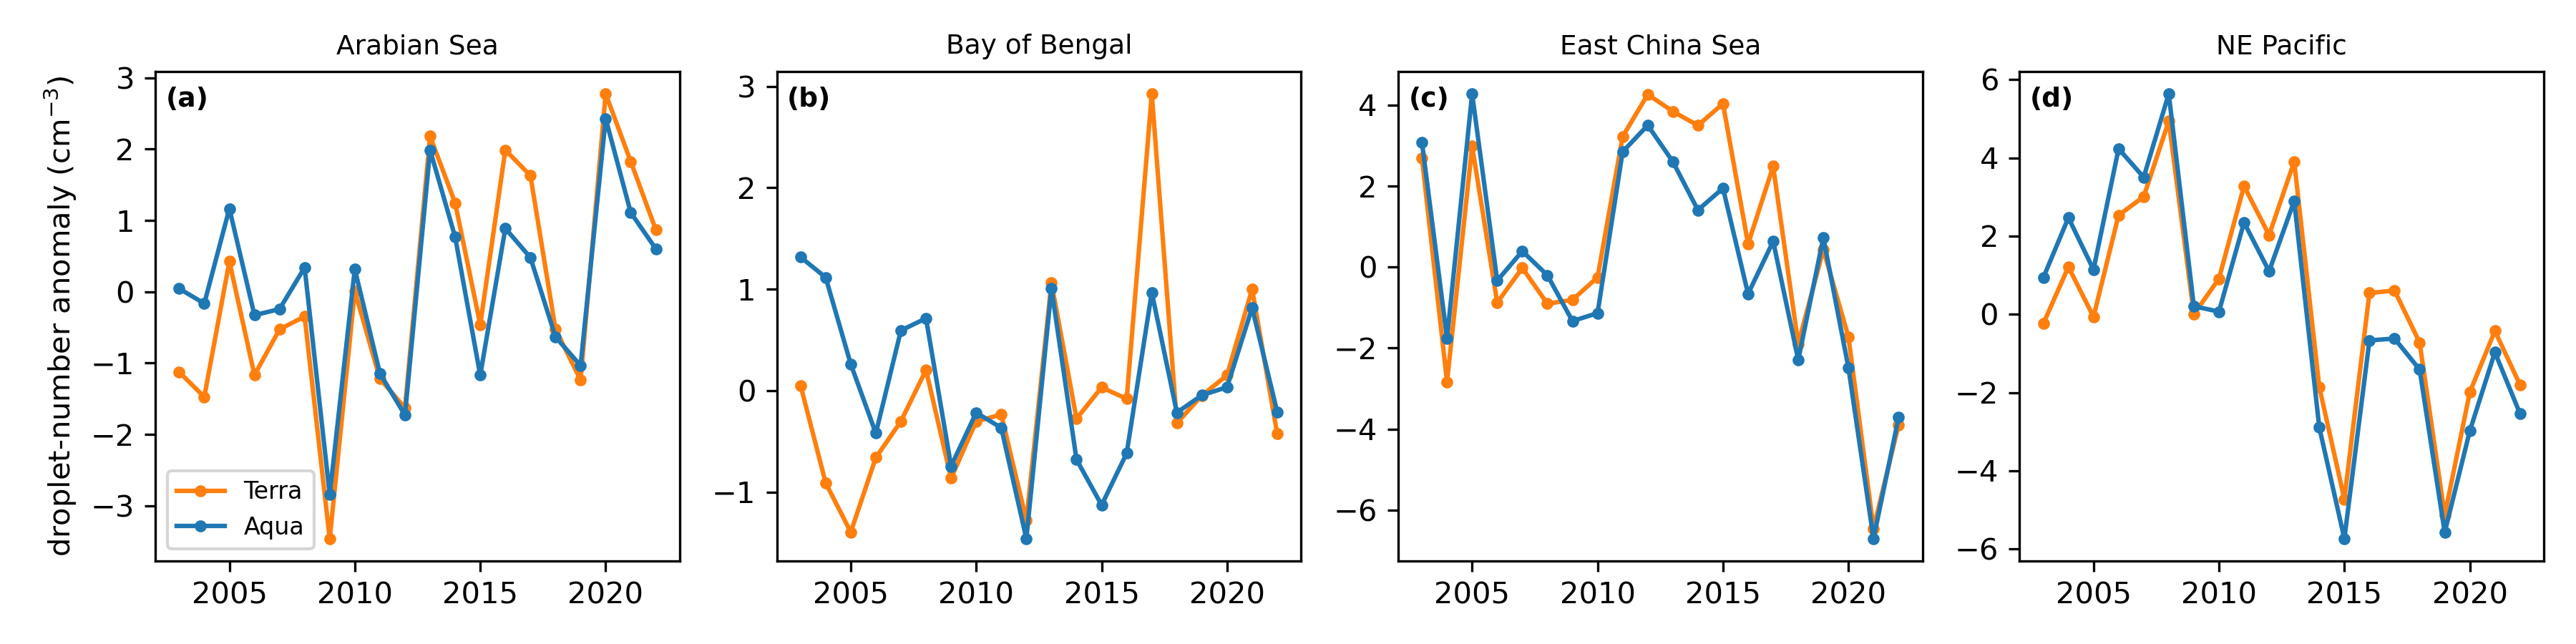 Arabian Sea
Bay of Bengal
East China Sea
NE Pacific
droplet-number anomaly (cm⁻³)
(a)
3
2
1
0
−1
−2
−3
Terra
Aqua
2005 2010 2015 2020
(b)
3
2
1
0
−1
2005 2010 2015 2020
(c)
4
2
0
−2
−4
−6
2005 2010 2015 2020
(d)
6
4
2
0
−2
−4
−6
2005 2010 2015 2020